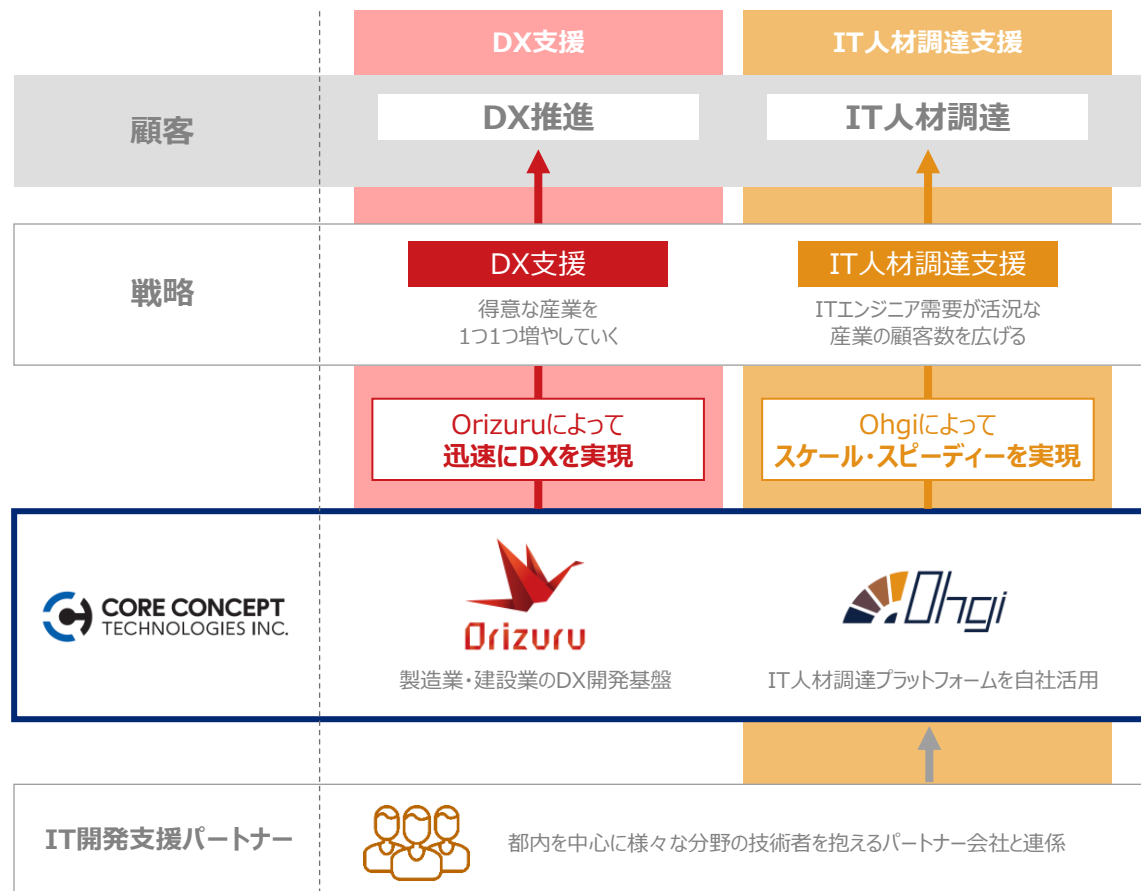 DX支援
IT人材調達支援
顧客
DX推進
IT人材調達
戦略
DX支援
得意な産業を
1つ1つ増やしていく
IT人材調達支援
ITエンジニア需要が活況な
産業の顧客数を広げる
Orizuruによって
迅速にDXを実現
Ohgiによって
スケール・スピーディーを実現
CORE CONCEPT
TECHNOLOGIES INC.
Orizuru
製造業・建設業のDX開発基盤
Ohgi
IT人材調達プラットフォームを自社活用
IT開発支援パートナー
都内を中心に様々な分野の技術者を抱えるパートナー会社と連係